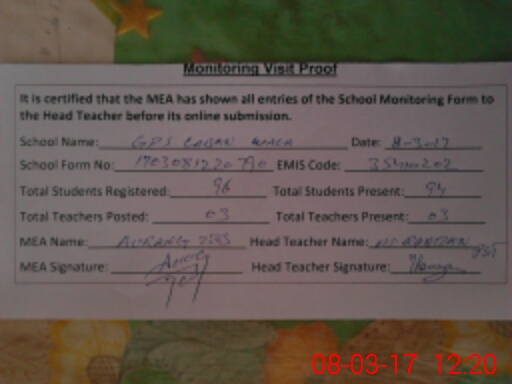 Monitoring Visit Proof
It is certified that the MEA has shown all entries of the School Monitoring Form to
the Head Teacher before its online submission.
School Name: GPS Date: 8-3-17
School Form No: EMIS Code:
Total Students Registered: 96 Total Students Present: 94
Total Teachers Posted: 03 Total Teachers Present: 03
MEA Name: Head Teacher Name:
MEA Signature: Head Teacher Signature:
08-03-17 12:20